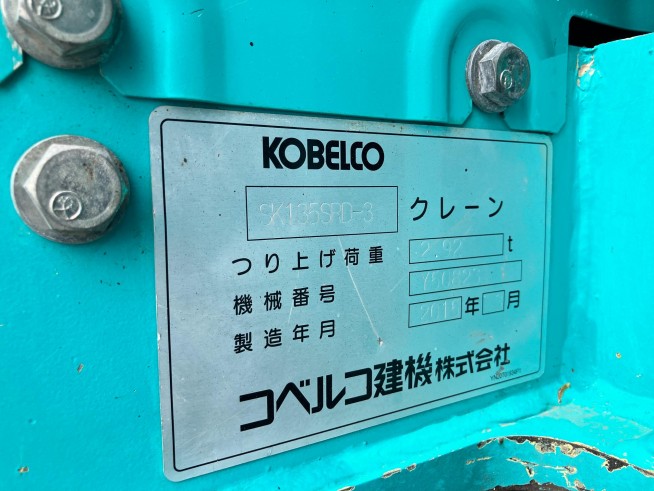 KOBELCO
SK135SRD-3 クレーン
つり上げ荷重 2.92 t
機械番号
製造年月 年 月
コベルコ建機株式会社